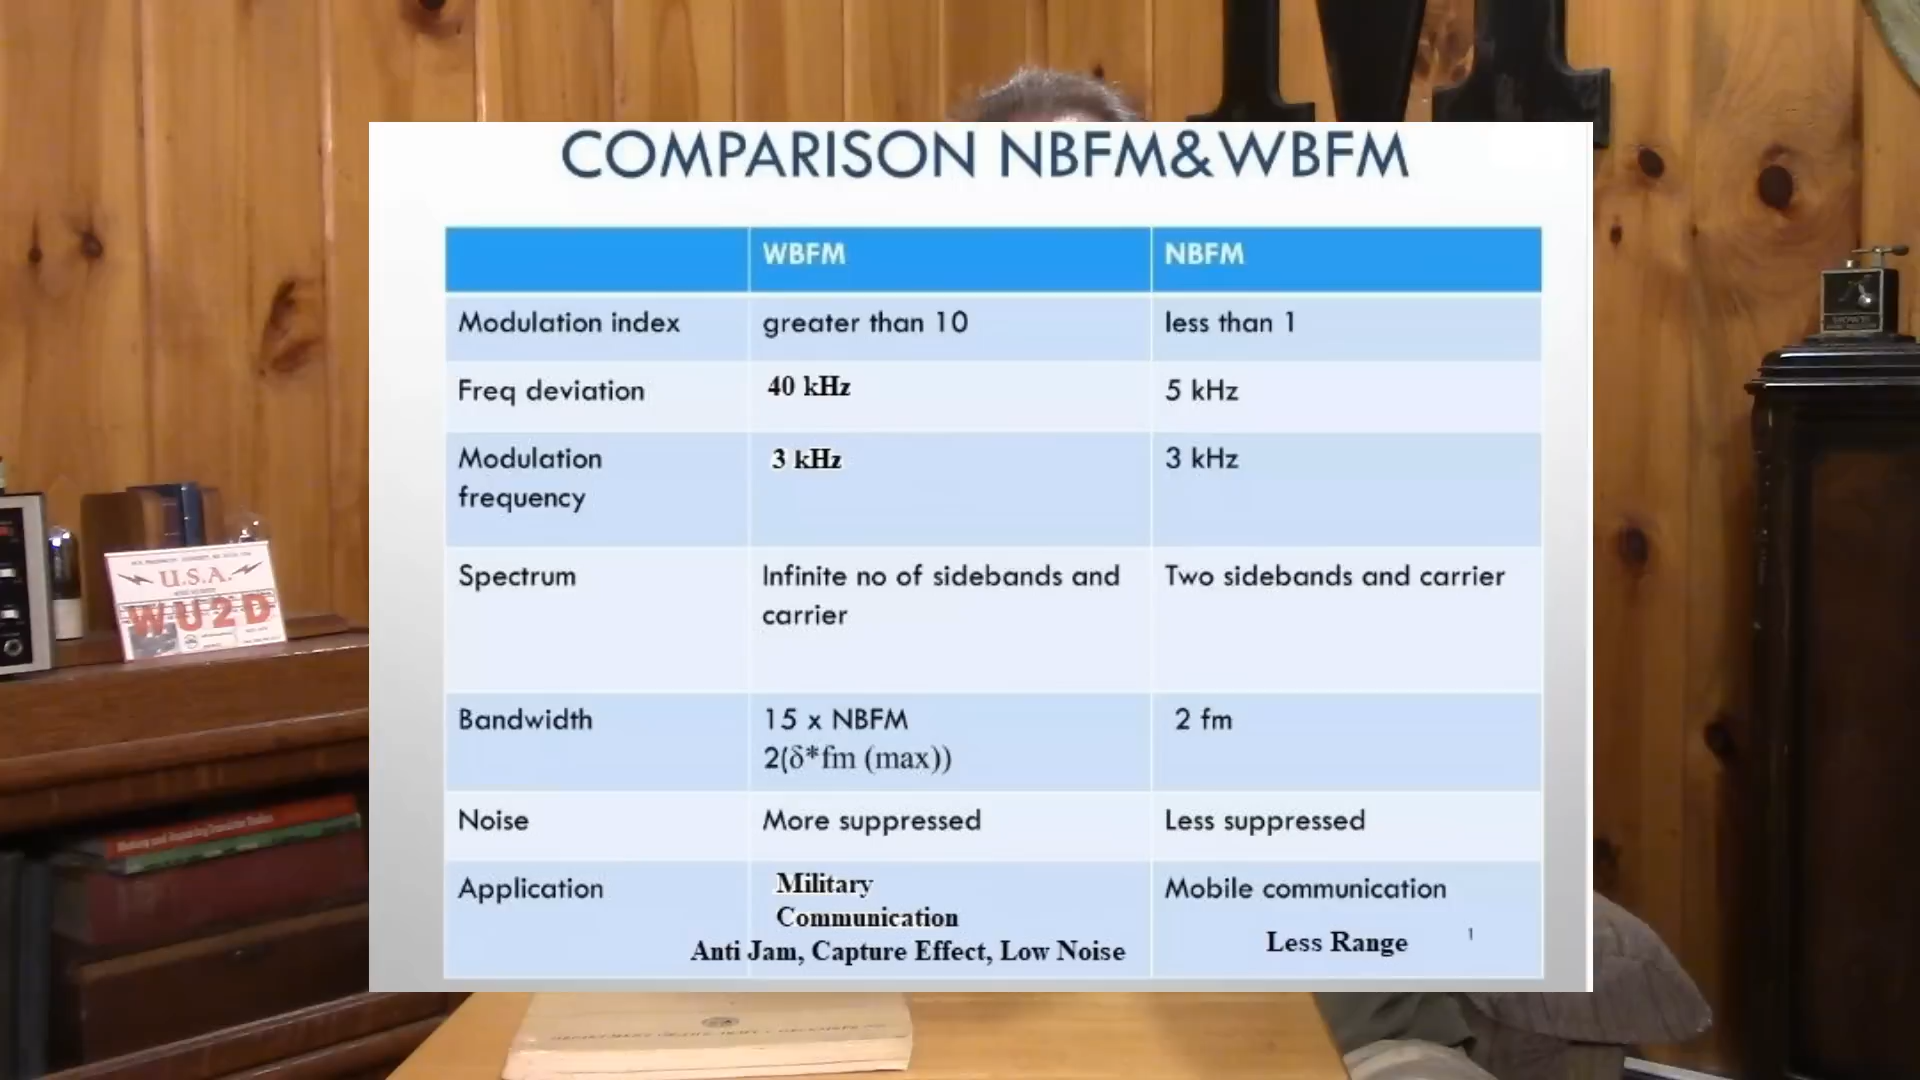 COMPARISON NBFM&WBFM
WBFM NBFM
Modulation index greater than 10 less than 1
Freq deviation 40 kHz 5 kHz
Modulation 3 kHz 3 kHz
frequency
Spectrum Infinite no of sidebands and Two sidebands and carrier
carrier
Bandwidth 15 x NBFM 2 fm
2(δ*fm (max))
Noise More suppressed Less suppressed
Application Military Mobile communication
Communication
Anti Jam, Capture Effect, Low Noise Less Range 1
U.S.A.
WU2D